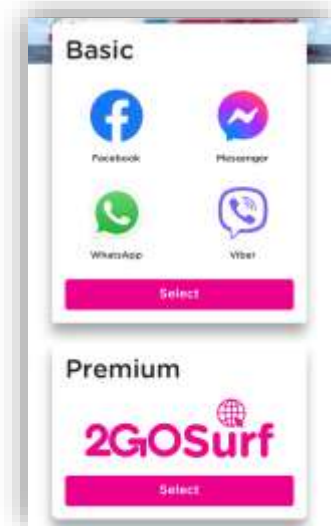 Basic
Facebook Messenger
WhatsApp Viber
Select
Premium
2GOSurf
Select